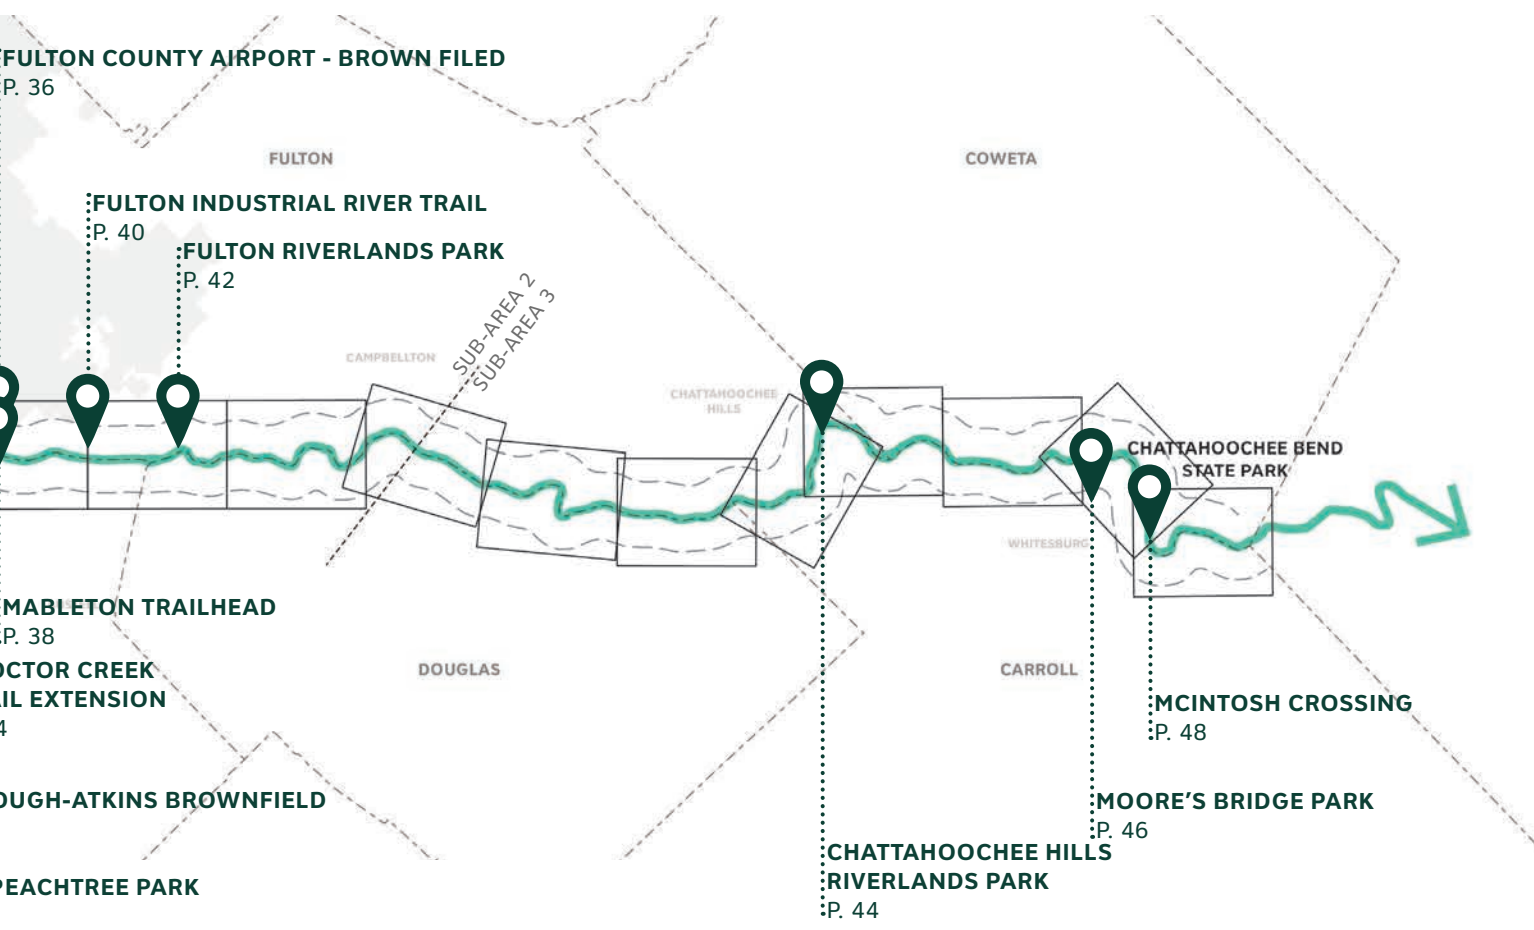 FULTON COUNTY AIRPORT - BROWN FILED
P. 36
FULTON
COWETA
FULTON INDUSTRIAL RIVER TRAIL
P. 40
FULTON RIVERLANDS PARK
P. 42
SUB-AREA 2
SUB-AREA 3
CAMPBELLTON
CHATTAHOOCHEE
HILLS
CHATTAHOOCHEE BEND
STATE PARK
WHITESBURG
MABLETON TRAILHEAD
P. 38
OCTOR CREEK
AIL EXTENSION
4
DOUGLAS
CARROLL
MCINTOSH CROSSING
P. 48
OUGH-ATKINS BROWNFIELD
MOORE’S BRIDGE PARK
P. 46
CHATTAHOOCHEE HILLS
RIVERLANDS PARK
P. 44
PEACHTREE PARK